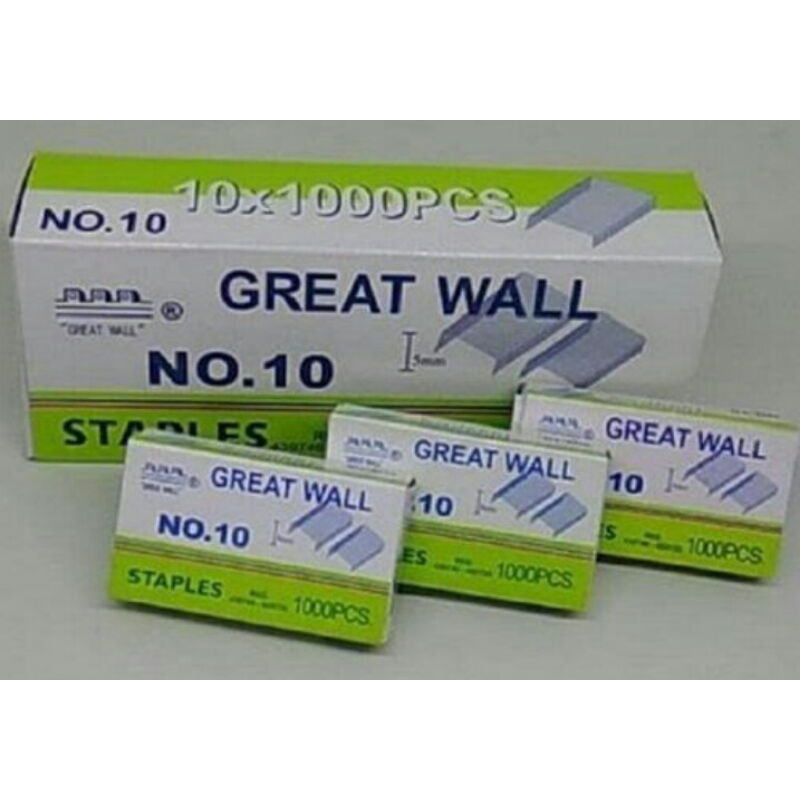 10x1000PCS
NO.10
GREAT WALL
®
"GREAT WALL"
5mm
NO.10
STAPLES
GREAT WALL
®
NO.10
STAPLES
1000PCS.
GREAT WALL
.10
1000PCS.
GREAT WALL
10
1000PCS.